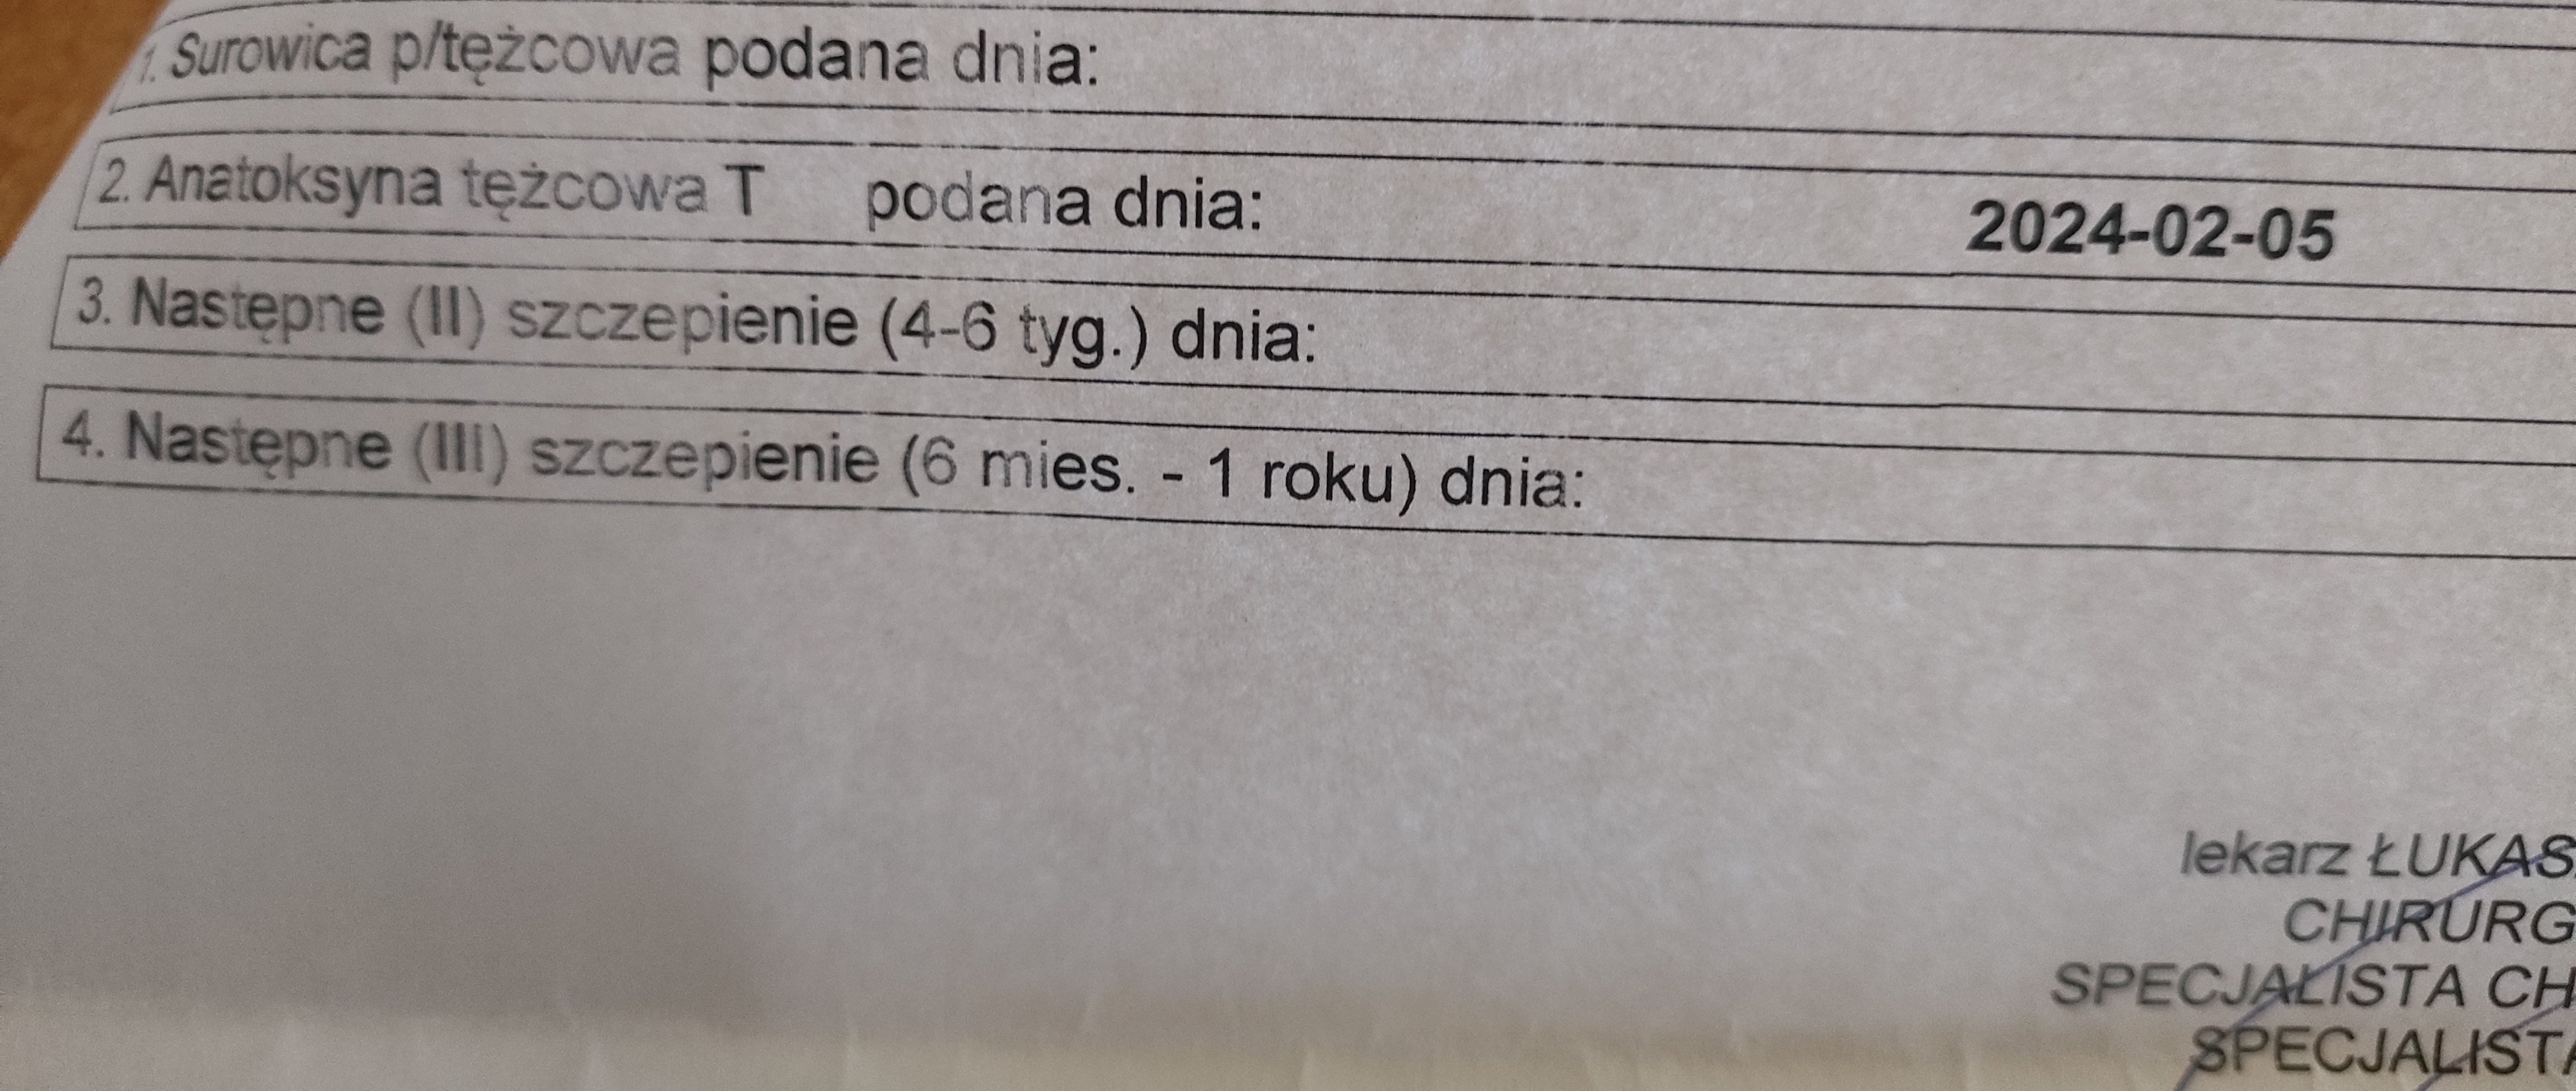 1. Surowica p/tężcowa podana dnia:
2. Anatoksyna tężcowa T podana dnia: 2024-02-05
3. Następne (II) szczepienie (4-6 tyg.) dnia:
4. Następne (III) szczepienie (6 mies. - 1 roku) dnia:
lekarz ŁUKAS
CHIRURG
SPECJALISTA CH
SPECJALISTA